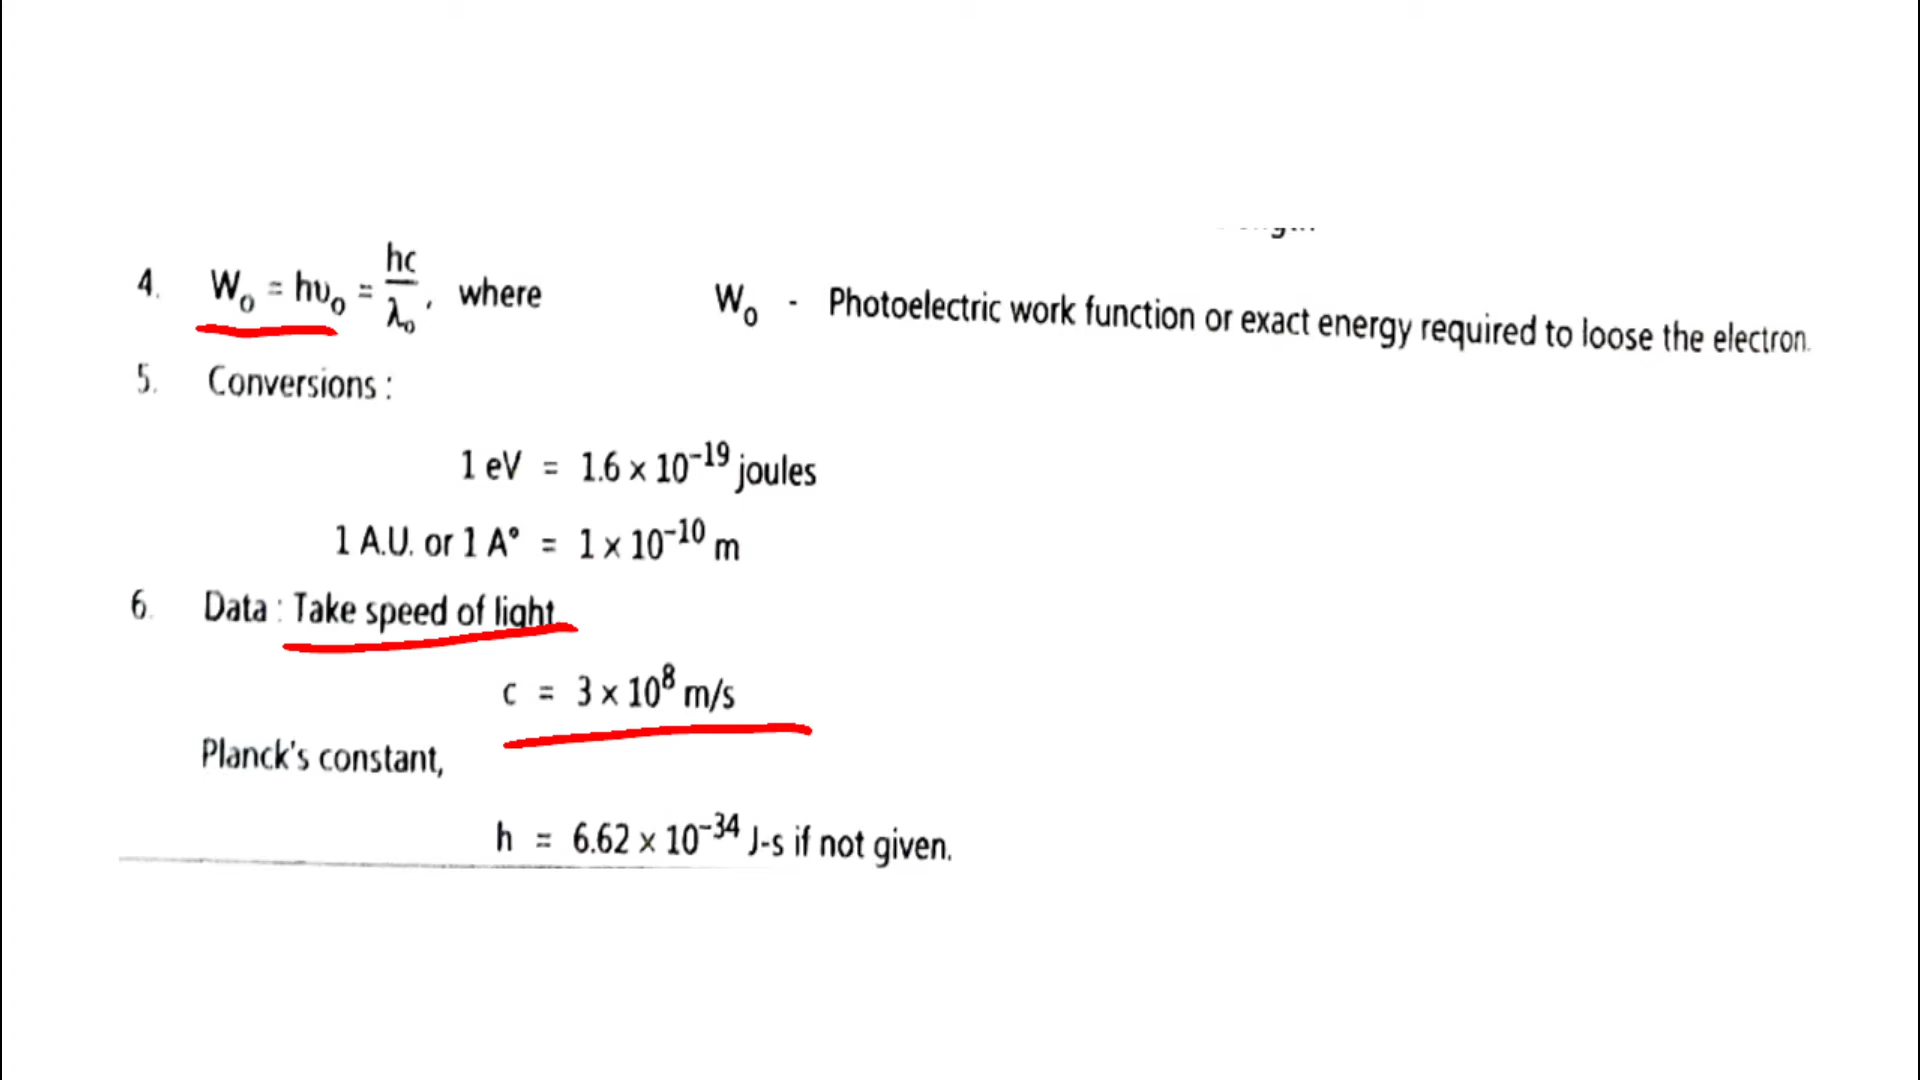 4. W₀ = hυ₀ = hc/λ₀, where W₀ - Photoelectric work function or exact energy required to loose the electron.
5. Conversions :
1 eV = 1.6 × 10⁻¹⁹ joules
1 A.U. or 1 A° = 1 × 10⁻¹⁰ m
6. Data : Take speed of light
c = 3 × 10⁸ m/s
Planck's constant,
h = 6.62 × 10⁻³⁴ J-s if not given.